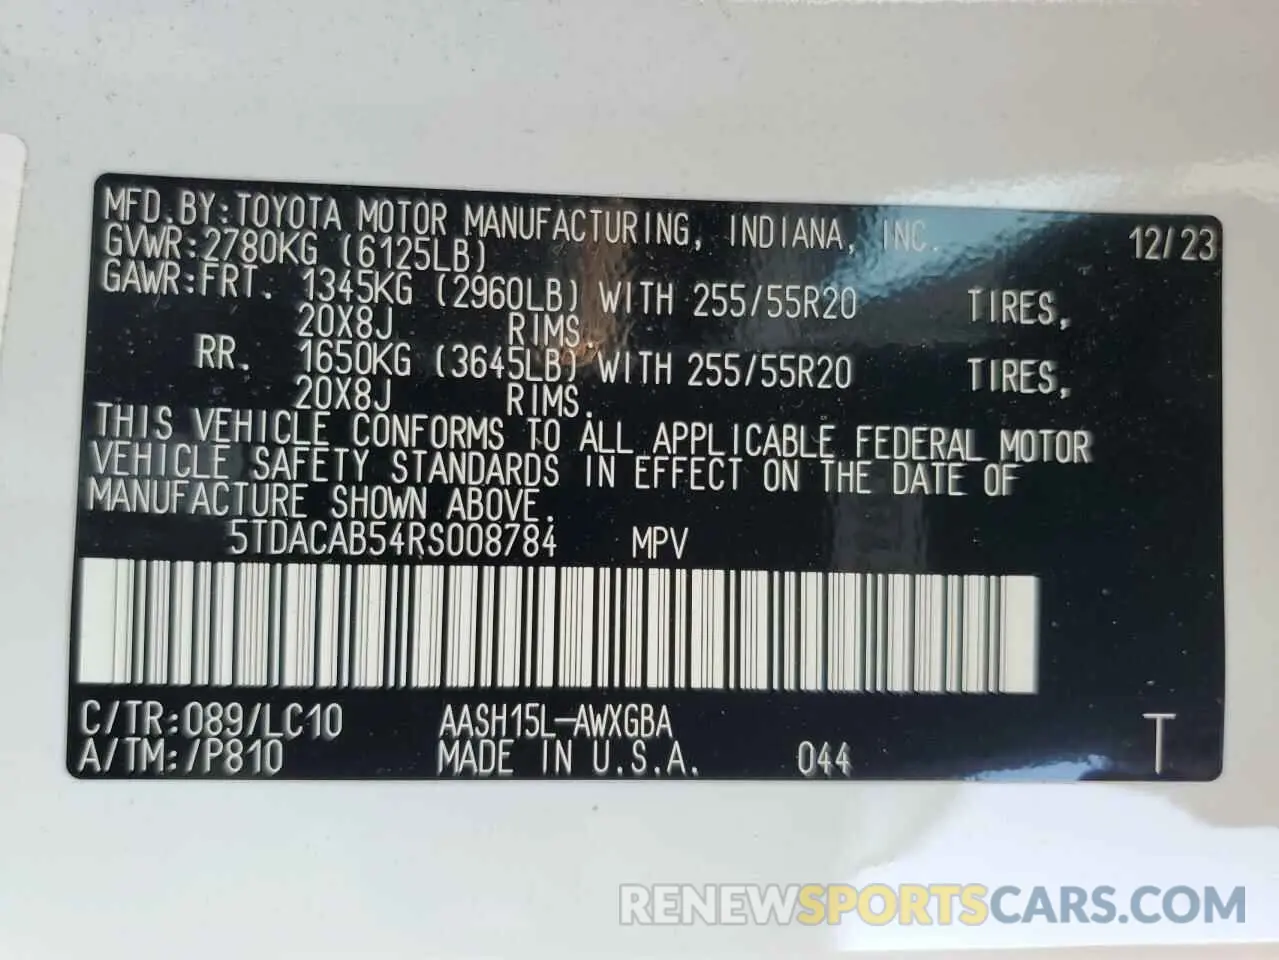 MFD.BY:TOYOTA MOTOR MANUFACTURING, INDIANA, INC. 12/23
GVWR:2780KG (6125LB)
GAWR:FRT. 1345KG (2960LB) WITH 255/55R20 TIRES,
20X8J RIMS.
RR. 1650KG (3645LB) WITH 255/55R20 TIRES,
20X8J RIMS.
THIS VEHICLE CONFORMS TO ALL APPLICABLE FEDERAL MOTOR
VEHICLE SAFETY STANDARDS IN EFFECT ON THE DATE OF
MANUFACTURE SHOWN ABOVE.
5TDACAB54RS008784 MPV
C/TR:089/LC10 AASH15L-AWXGBA
A/TM:/P810 MADE IN U.S.A. 044 T
RENEWSPORTSCARS.COM